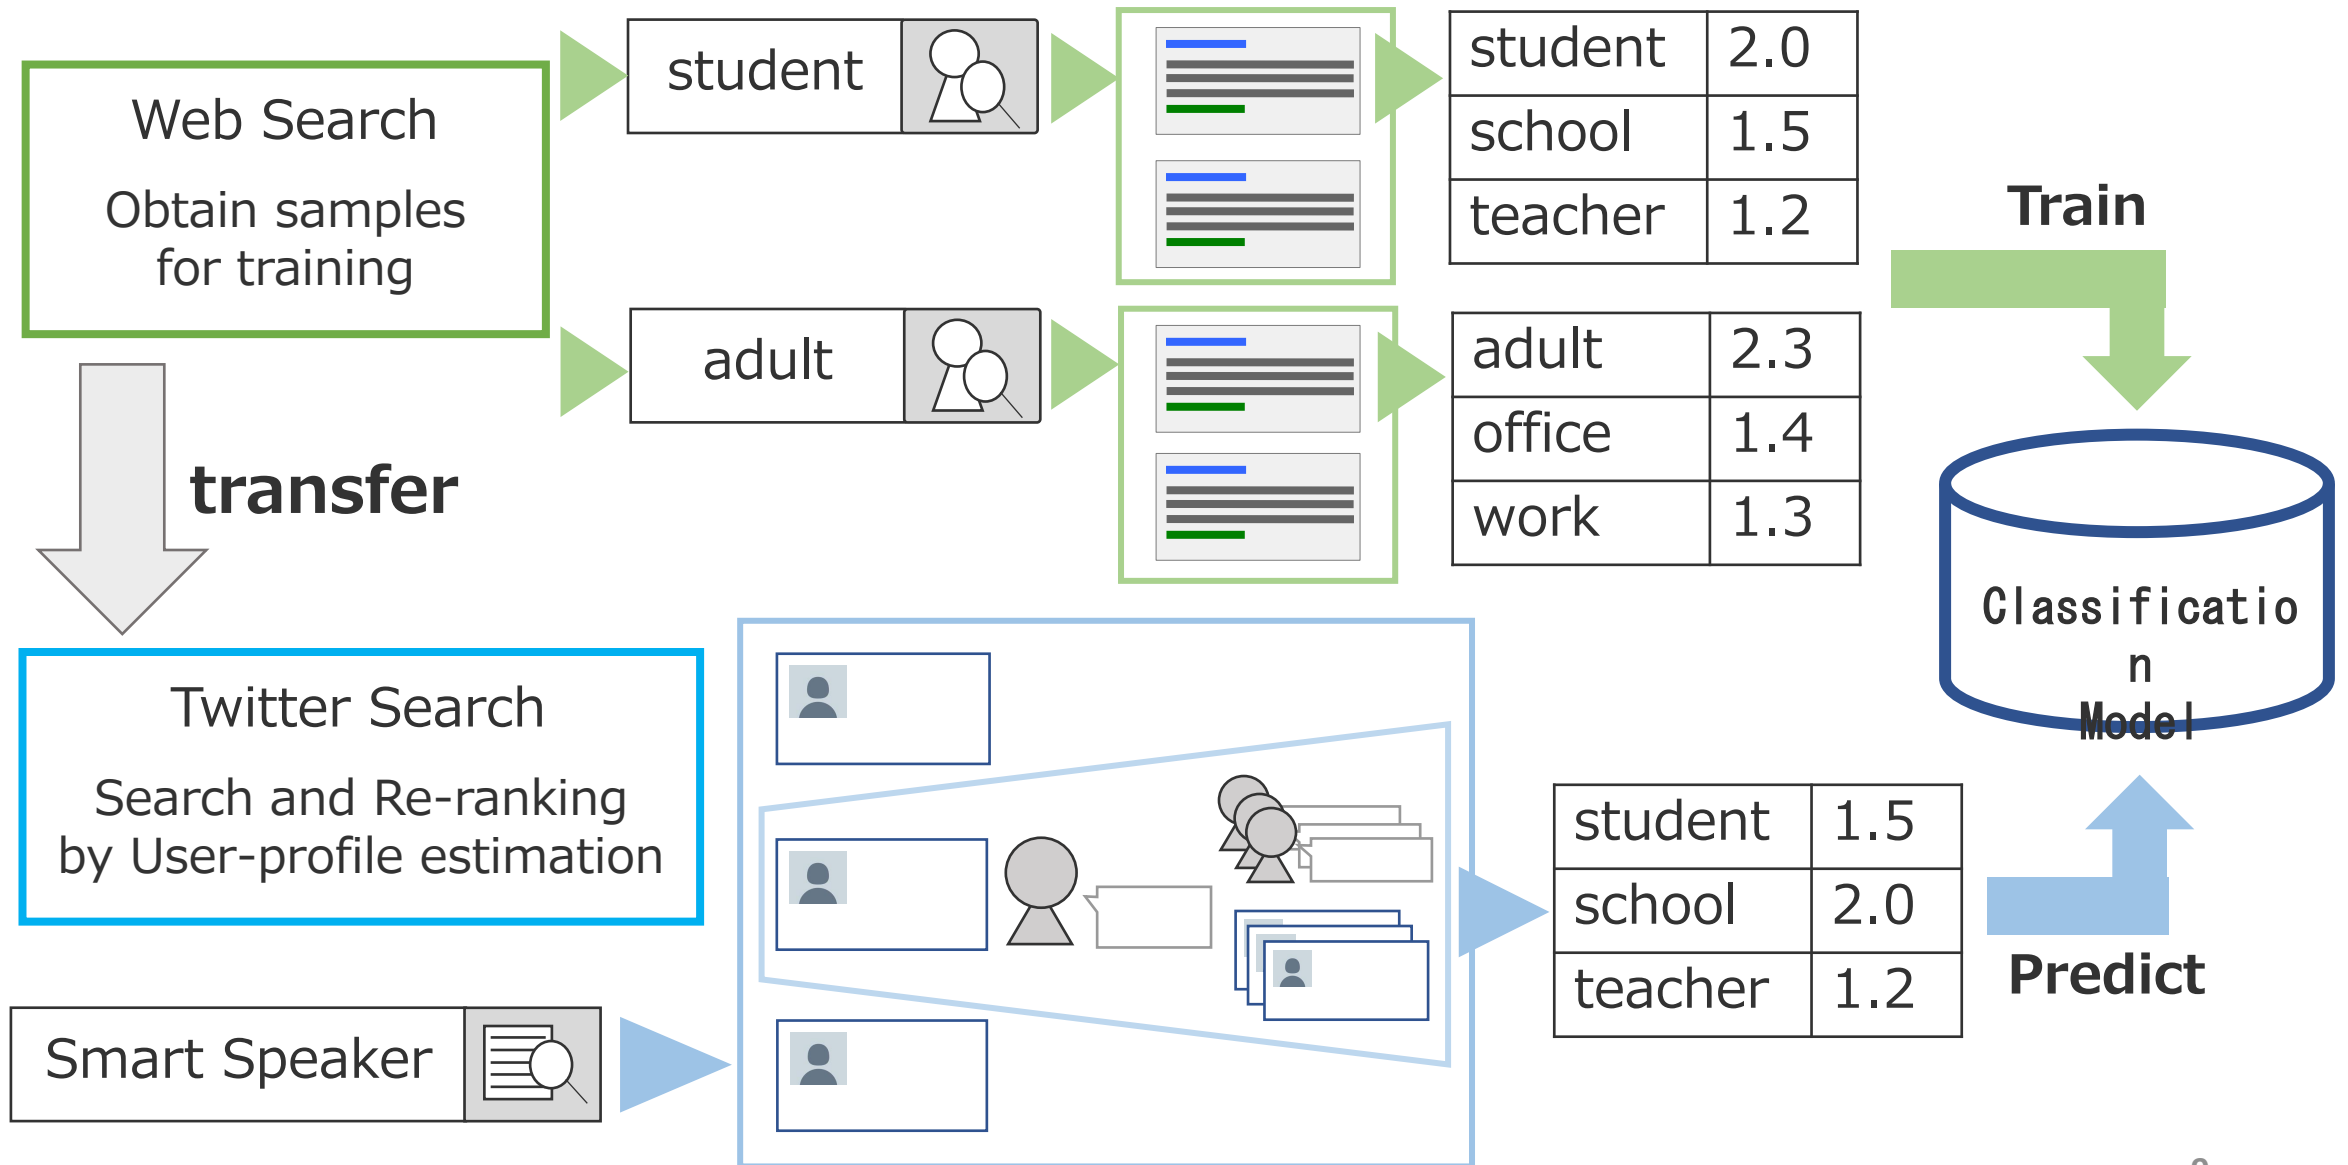 Web Search
Obtain samples
for training
student
student 2.0
school 1.5
teacher 1.2
Train
adult
adult 2.3
office 1.4
work 1.3
transfer
Classificatio
n
Model
Twitter Search
Search and Re-ranking
by User-profile estimation
student 1.5
school 2.0
teacher 1.2
Predict
Smart Speaker